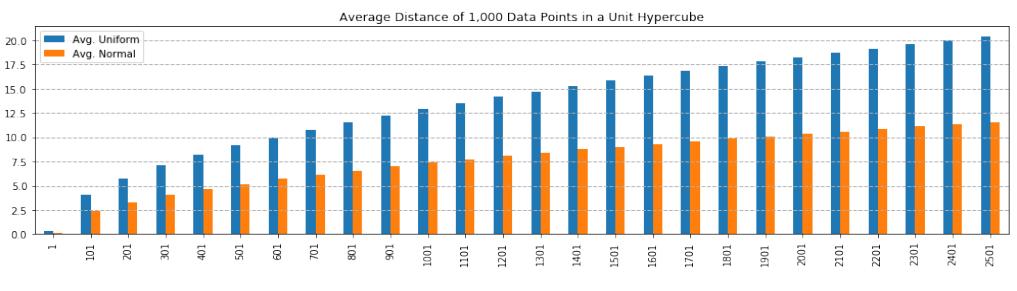 Average Distance of 1,000 Data Points in a Unit Hypercube
Avg. Uniform
Avg. Normal
20.0
17.5
15.0
12.5
10.0
7.5
5.0
2.5
0.0
1 101 201 301 401 501 601 701 801 901 1001 1101 1201 1301 1401 1501 1601 1701 1801 1901 2001 2101 2201 2301 2401 2501